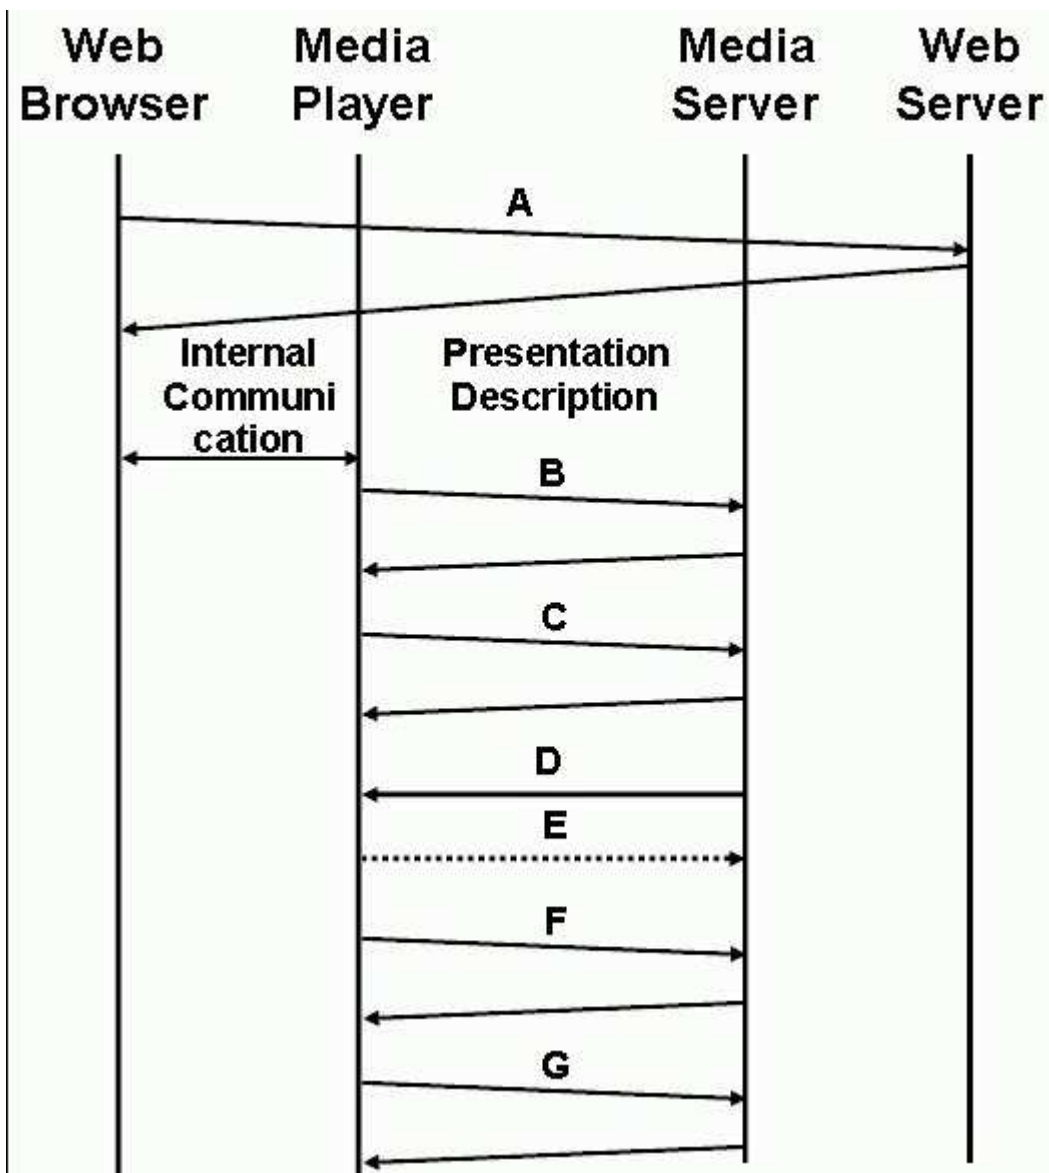 Web Browser
Media Player
Media Server
Web Server
A
Internal
Communi
cation
Presentation
Description
B
C
D
E
F
G